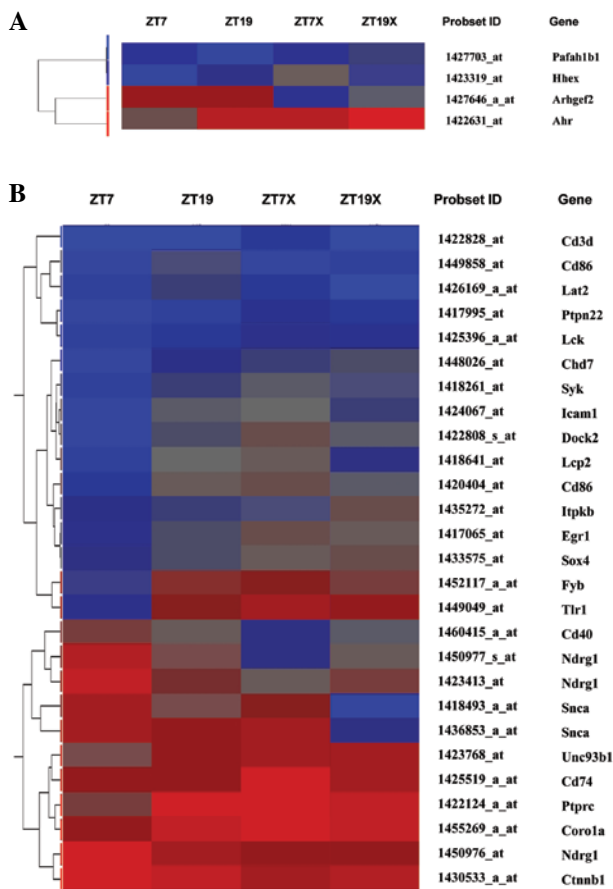 A
ZT7 ZT19 ZT7X ZT19X Probset ID Gene
1427703_at Pafah1b1
1423319_at Hhex
1427646_a_at Arhgef2
1422631_at Ahr
B
ZT7 ZT19 ZT7X ZT19X Probset ID Gene
1422828_at Cd3d
1449858_at Cd86
1426169_a_at Lat2
1417995_at Ptpn22
1425396_a_at Lck
1448026_at Chd7
1418261_at Syk
1424067_at Icam1
1422808_s_at Dock2
1418641_at Lcp2
1420404_at Cd86
1435272_at Itpkb
1417065_at Egr1
1433575_at Sox4
1452117_a_at Fyb
1449049_at Tlr1
1460415_a_at Cd40
1450977_s_at Ndrg1
1423413_at Ndrg1
1418493_a_at Snca
1436853_a_at Snca
1423768_at Unc93b1
1425519_a_at Cd74
1422124_a_at Ptprc
1455269_a_at Coro1a
1450976_at Ndrg1
1430533_a_at Ctnnb1